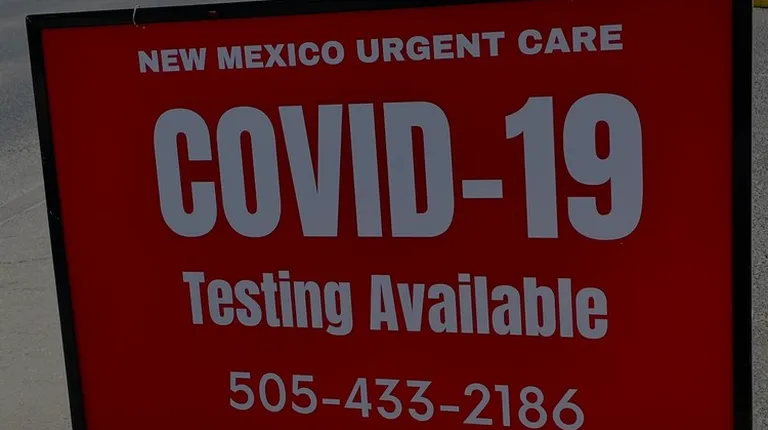 NEW MEXICO URGENT CARE
COVID-19
Testing Available
505-433-2186